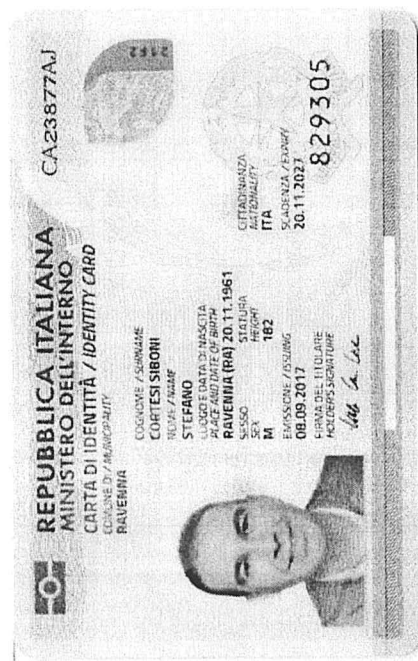 REPUBBLICA ITALIANA
CA23877AJ
MINISTERO DELL'INTERNO
CARTA DI IDENTITÀ / IDENTITY CARD
COMUNE DI / MUNICIPALITY
RAVENNA
COGNOME / SURNAME
CORTESI SIBONI
NOME / NAME
STEFANO
LUOGO E DATA DI NASCITA
PLACE AND DATE OF BIRTH
RAVENNA (RA) 20.11.1961
SESSO STATURA CITTADINANZA
SEX HEIGHT NATIONALITY
M 182 ITA
EMISSIONE / ISSUING SCADENZA / EXPIRY
08.09.2017 20.11.2027
FIRMA DEL TITOLARE
HOLDER'S SIGNATURE
829305